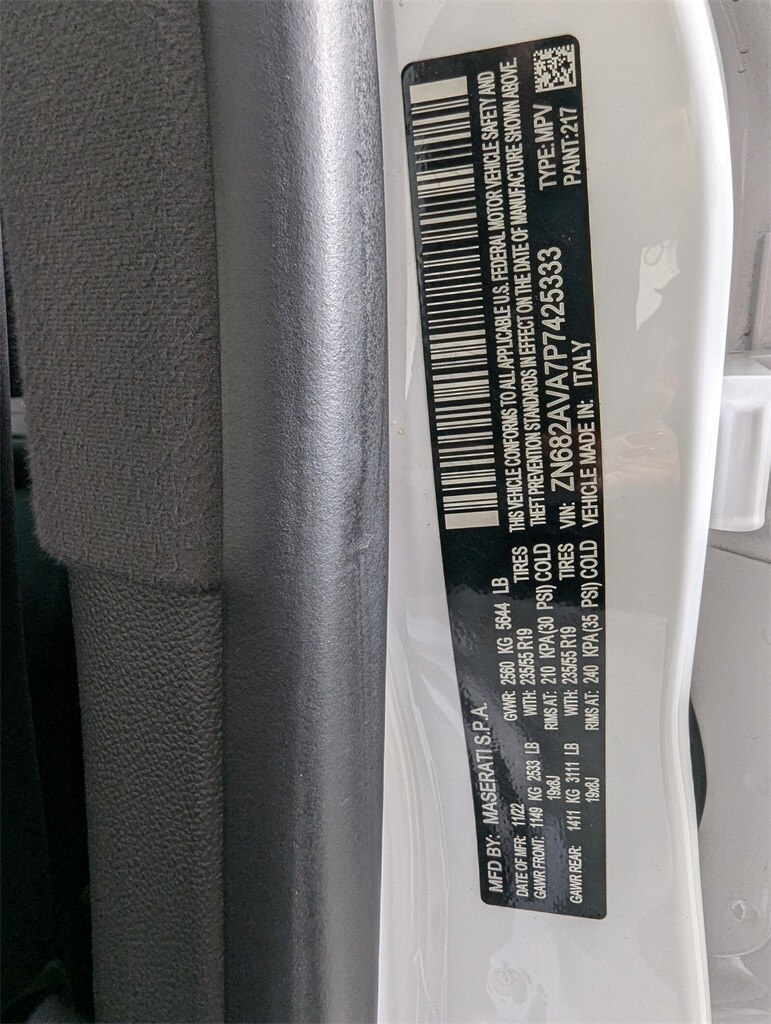 MFD BY: MASERATI S.P.A.
DATE OF MFR: 11/22 GVWR: 2560 KG 5644 LB
GAWR FRONT: 1149 KG 2533 LB WITH: 235/55 R19 TIRES
19x8J RIMS AT: 210 KPA(30 PSI) COLD
GAWR REAR: 1411 KG 3111 LB WITH: 235/55 R19 TIRES
19x8J RIMS AT: 240 KPA(35 PSI) COLD
THIS VEHICLE CONFORMS TO ALL APPLICABLE U.S. FEDERAL MOTOR VEHICLE SAFETY AND
THEFT PREVENTION STANDARDS IN EFFECT ON THE DATE OF MANUFACTURE SHOWN ABOVE.
VIN: ZN682AVA7P7425333 TYPE: MPV
VEHICLE MADE IN: ITALY PAINT:217